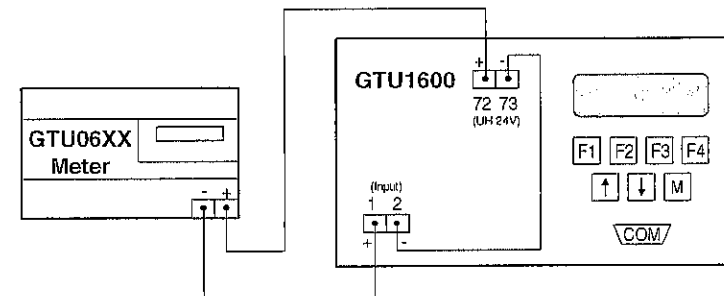 GTU06XX
Meter
- +
GTU1600
+ -
72 73
(UH 24V)
(Input)
1 2
+ -
F1 F2 F3 F4
↑ ↓ M
COM